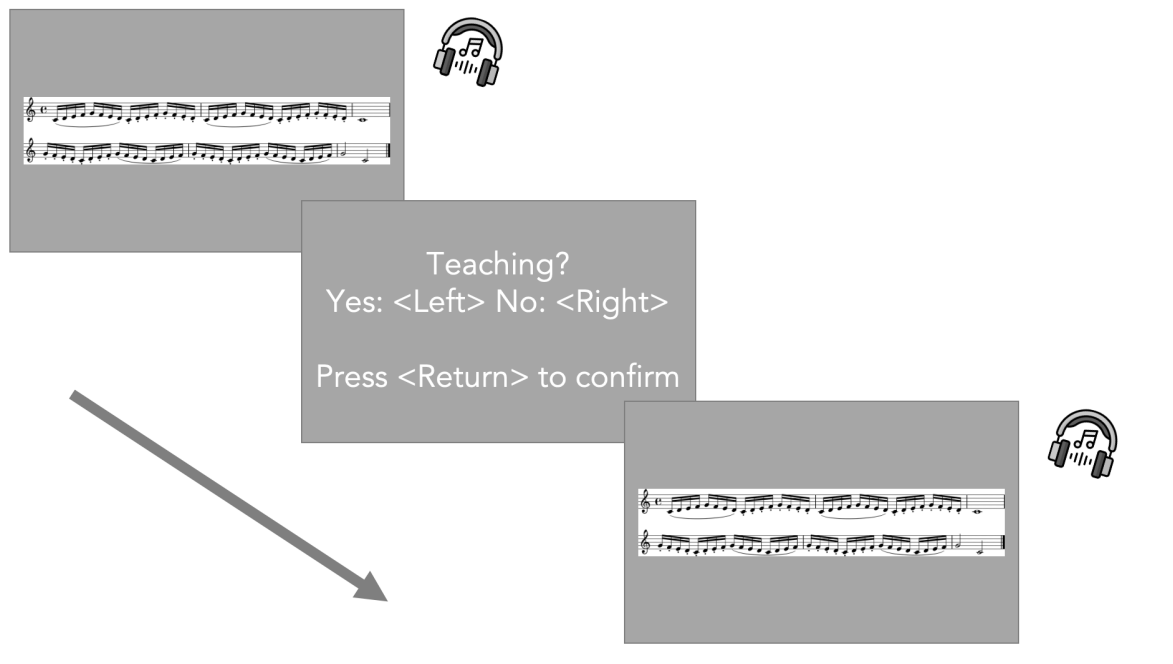 Teaching?
Yes: <Left> No: <Right>
Press <Return> to confirm